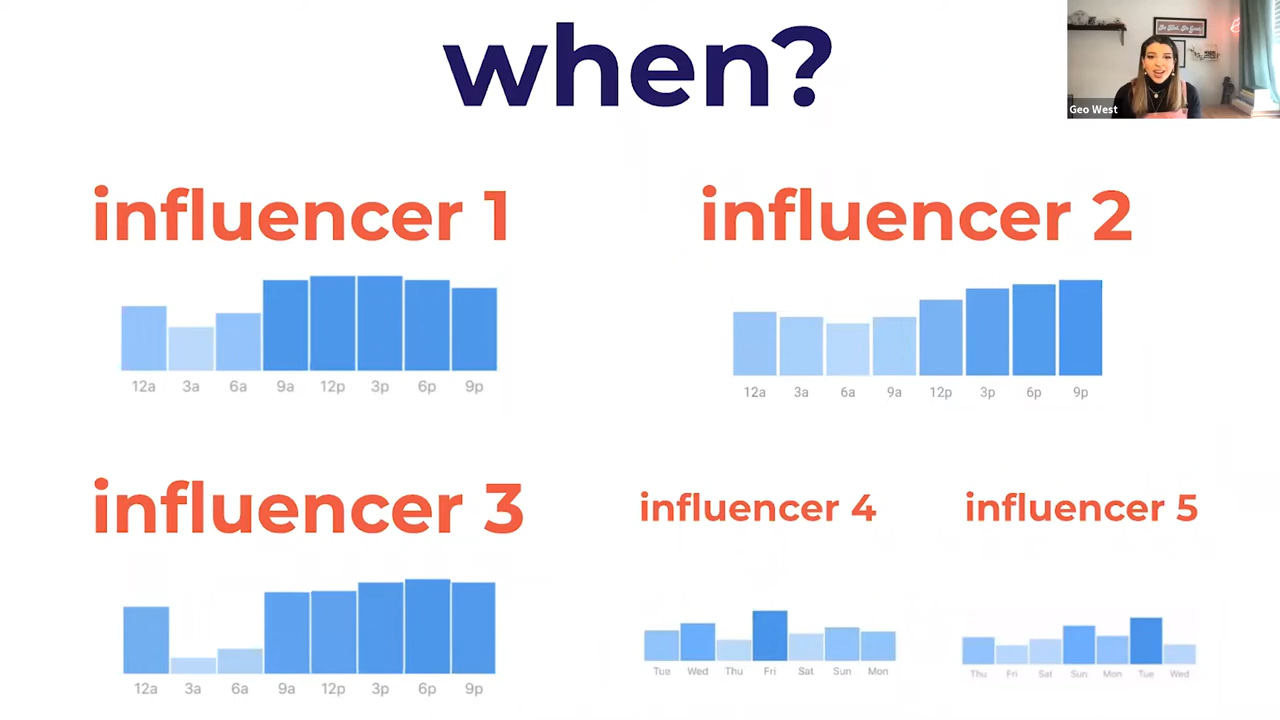 when?
Geo West
influencer 1
12a 3a 6a 9a 12p 3p 6p 9p
influencer 2
12a 3a 6a 9a 12p 3p 6p 9p
influencer 3
12a 3a 6a 9a 12p 3p 6p 9p
influencer 4
Tue Wed Thu Fri Sat Sun Mon
influencer 5
Thu Fri Sat Sun Mon Tue Wed